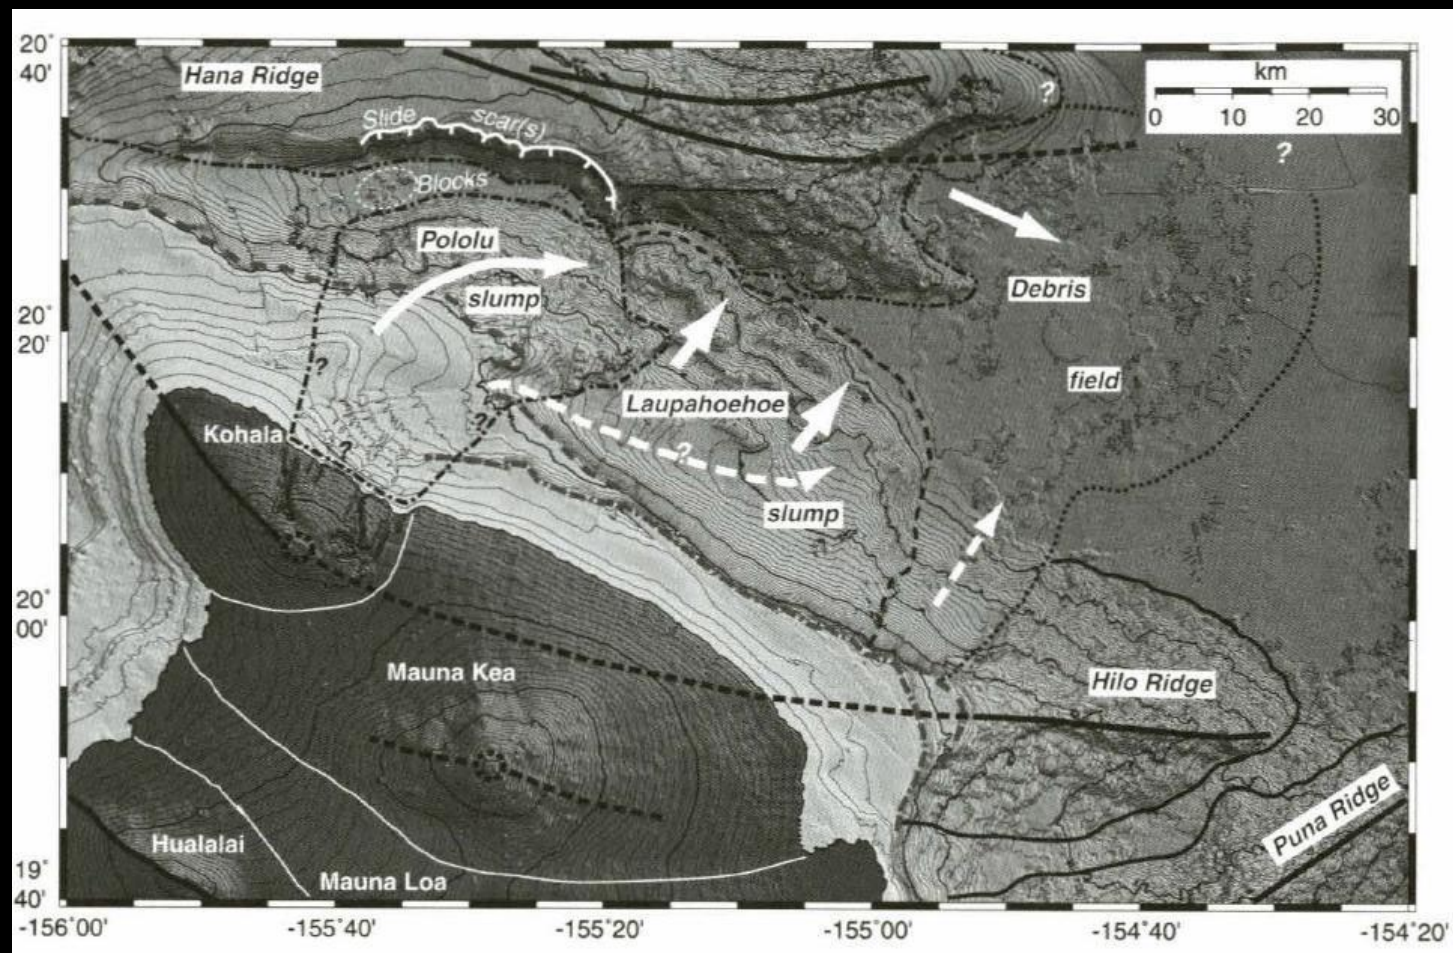 20°
40'
Hana Ridge
?
km
0 10 20 30
Slide scar(s)
?
Blocks
Pololu
slump
Debris
20°
20'
field
?
Laupahoehoe
?
Kohala
?
?
slump
20°
00'
Mauna Kea
Hilo Ridge
Puna Ridge
Hualalai
19°
40'
Mauna Loa
-156°00' -155°40' -155°20' -155°00' -154°40' -154°20'